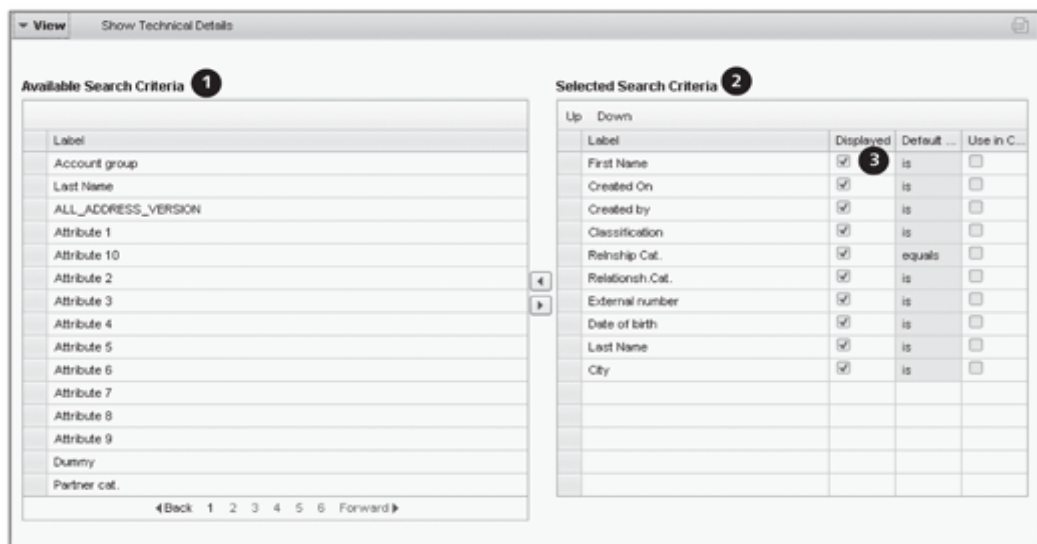 View Show Technical Details
Available Search Criteria 1
Label
Account group
Last Name
ALL_ADDRESS_VERSION
Attribute 1
Attribute 10
Attribute 2
Attribute 3
Attribute 4
Attribute 5
Attribute 6
Attribute 7
Attribute 8
Attribute 9
Dummy
Partner cat.
Back 1 2 3 4 5 6 Forward
Selected Search Criteria 2
Up Down
Label Displayed Default ... Use in C...
First Name 3 is
Created On is
Created by is
Classification is
Relnship Cat. equals
Relationsh.Cat. is
External number is
Date of birth is
Last Name is
City is